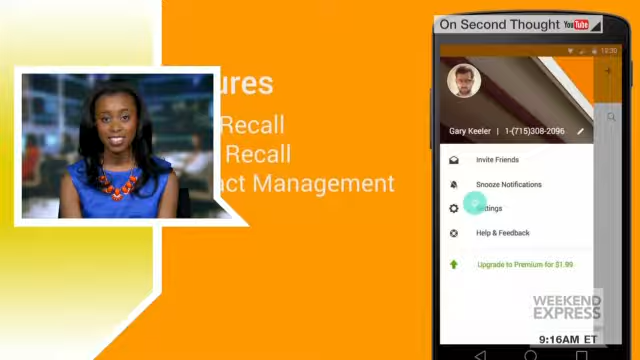 On Second Thought YouTube
12:30
ures
Recall
Recall
act Management
Gary Keeler | 1-(715)308-2096
Invite Friends
Snooze Notifications
ttings
Help & Feedback
Upgrade to Premium for $1.99
WEEKEND
EXPRESS
9:16AM ET